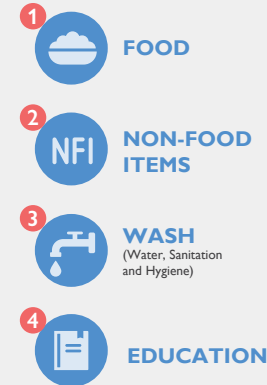 1
FOOD
2
NFI
NON-FOOD
ITEMS
3
WASH
(Water, Sanitation
and Hygiene)
4
EDUCATION